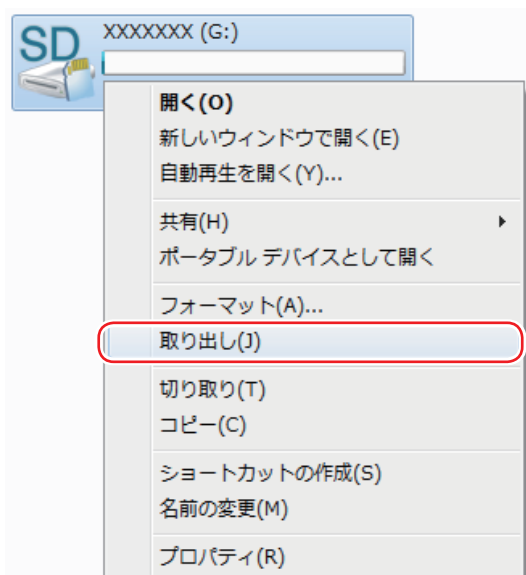 SD
XXXXXXX (G:)
開く(O)
新しいウィンドウで開く(E)
自動再生を開く(Y)...
共有(H)
ポータブル デバイスとして開く
フォーマット(A)...
取り出し(J)
切り取り(T)
コピー(C)
ショートカットの作成(S)
名前の変更(M)
プロパティ(R)